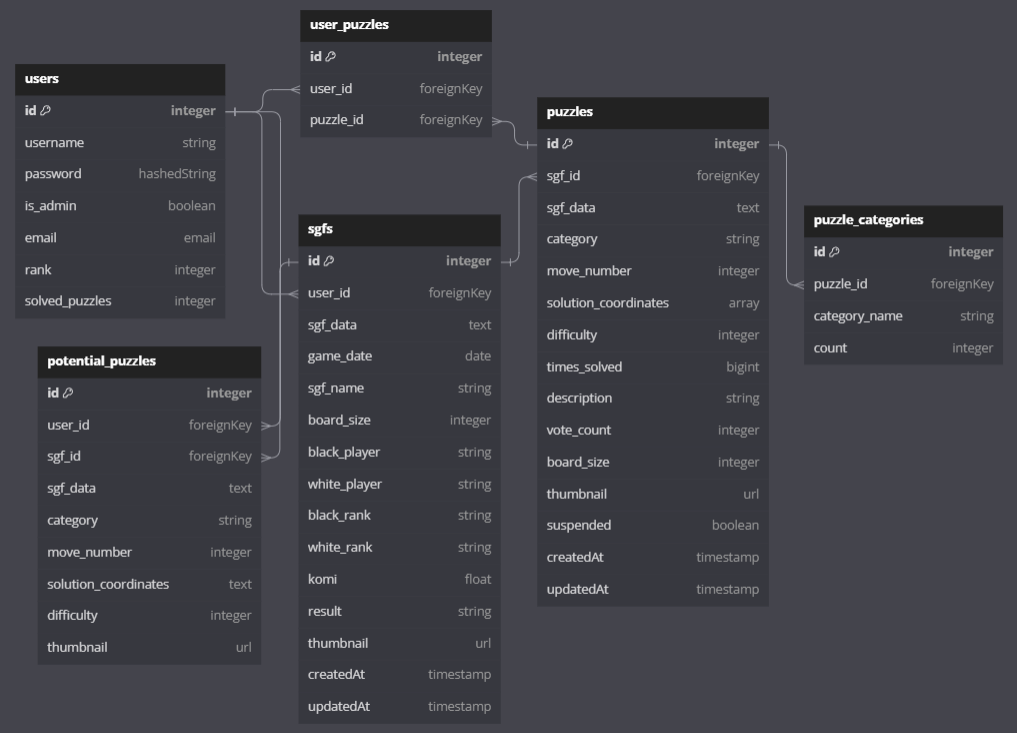 users
id integer
username string
password hashedString
is_admin boolean
email email
rank integer
solved_puzzles integer
potential_puzzles
id integer
user_id foreignKey
sgf_id foreignKey
sgf_data text
category string
move_number integer
solution_coordinates text
difficulty integer
thumbnail url
user_puzzles
id integer
user_id foreignKey
puzzle_id foreignKey
sgfs
id integer
user_id foreignKey
sgf_data text
game_date date
sgf_name string
board_size integer
black_player string
white_player string
black_rank string
white_rank string
komi float
result string
thumbnail url
createdAt timestamp
updatedAt timestamp
puzzles
id integer
sgf_id foreignKey
sgf_data text
category string
move_number integer
solution_coordinates array
difficulty integer
times_solved bigint
description string
vote_count integer
board_size integer
thumbnail url
suspended boolean
createdAt timestamp
updatedAt timestamp
puzzle_categories
id integer
puzzle_id foreignKey
category_name string
count integer